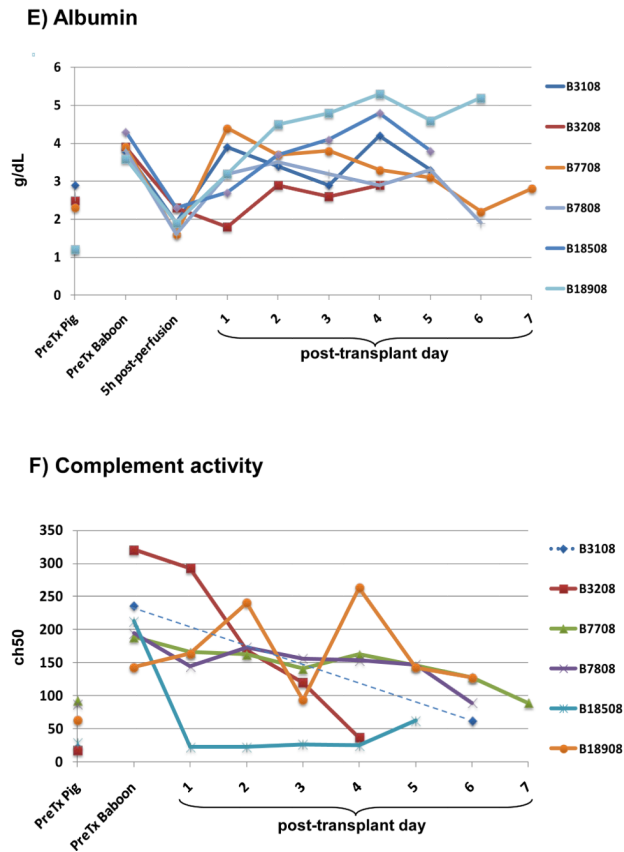 E) Albumin
g/dL
6
5
4
3
2
1
0
PreTx Pig
PreTx Baboon
5h post-perfusion
1
2
3
4
5
6
7
post-transplant day
B3108
B3208
B7708
B7808
B18508
B18908
F) Complement activity
ch50
350
300
250
200
150
100
50
0
PreTx Pig
PreTx Baboon
1
2
3
4
5
6
7
post-transplant day
B3108
B3208
B7708
B7808
B18508
B18908